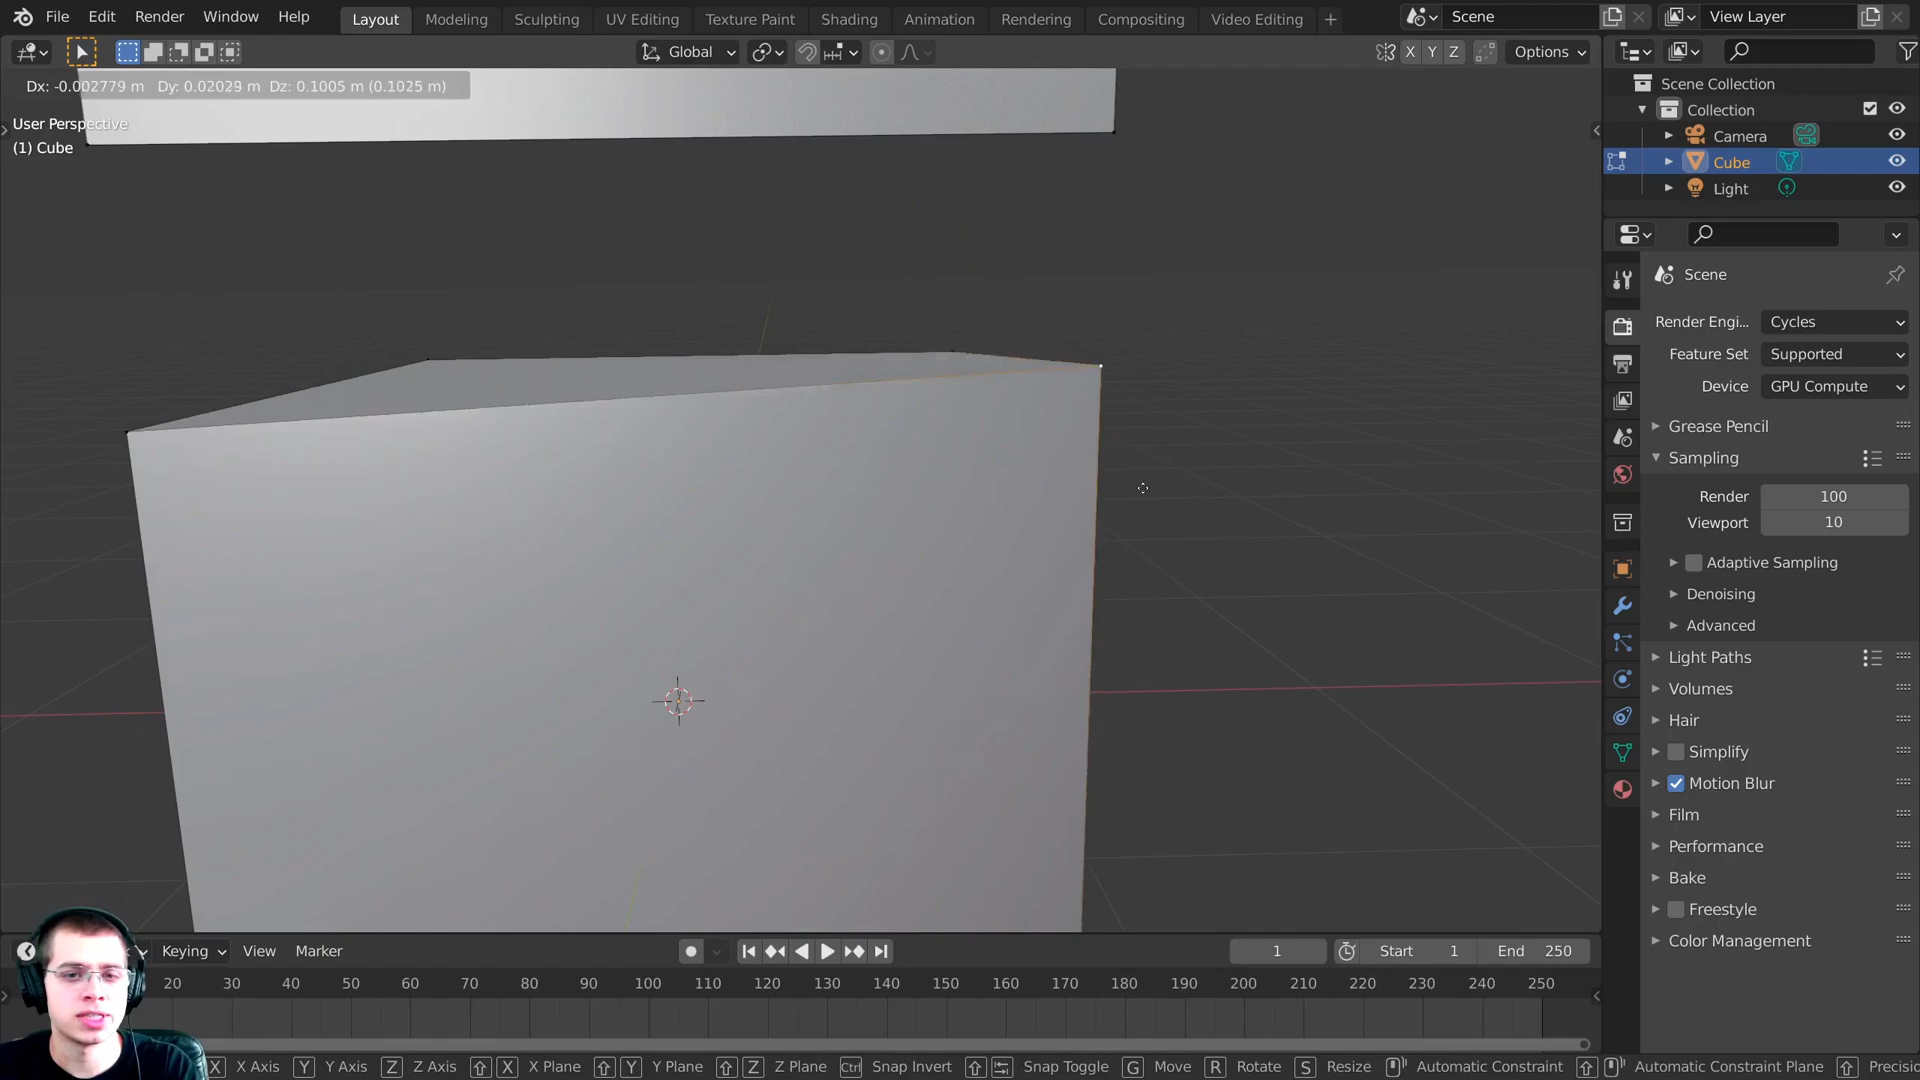 File Edit Render Window Help Layout Modeling Sculpting UV Editing Texture Paint Shading Animation Rendering Compositing Video Editing + Scene View Layer
Global X Y Z Options
Dx: -0.002779 m Dy: 0.02029 m Dz: 0.1005 m (0.1025 m)
User Perspective
(1) Cube
Scene Collection
Collection
Camera
Cube
Light
Scene
Render Engi... Cycles
Feature Set Supported
Device GPU Compute
Grease Pencil
Sampling
Render 100
Viewport 10
Adaptive Sampling
Denoising
Advanced
Light Paths
Volumes
Hair
Simplify
Motion Blur
Film
Performance
Bake
Freestyle
Color Management
Keying View Marker 1 Start 1 End 250
20 30 40 50 60 70 80 90 100 110 120 130 140 150 160 170 180 190 200 210 220 230 240 250
X X Axis Y Y Axis Z Z Axis X X Plane Y Y Plane Z Z Plane Ctrl Snap Invert Snap Toggle G Move R Rotate S Resize Automatic Constraint Automatic Constraint Plane Precisio